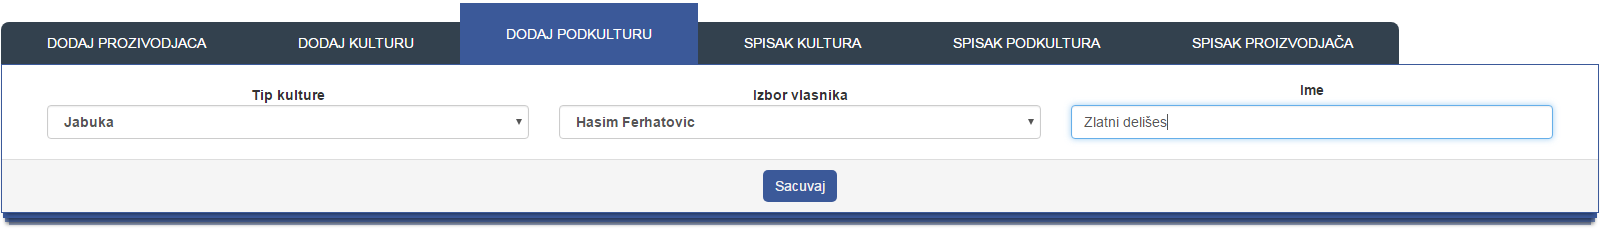 DODAJ PROZIVODJACA
DODAJ KULTURU
DODAJ PODKULTURU
SPISAK KULTURA
SPISAK PODKULTURA
SPISAK PROIZVODJAČA
Tip kulture
Jabuka
Izbor vlasnika
Hasim Ferhatovic
Ime
Zlatni delišes
Sacuvaj